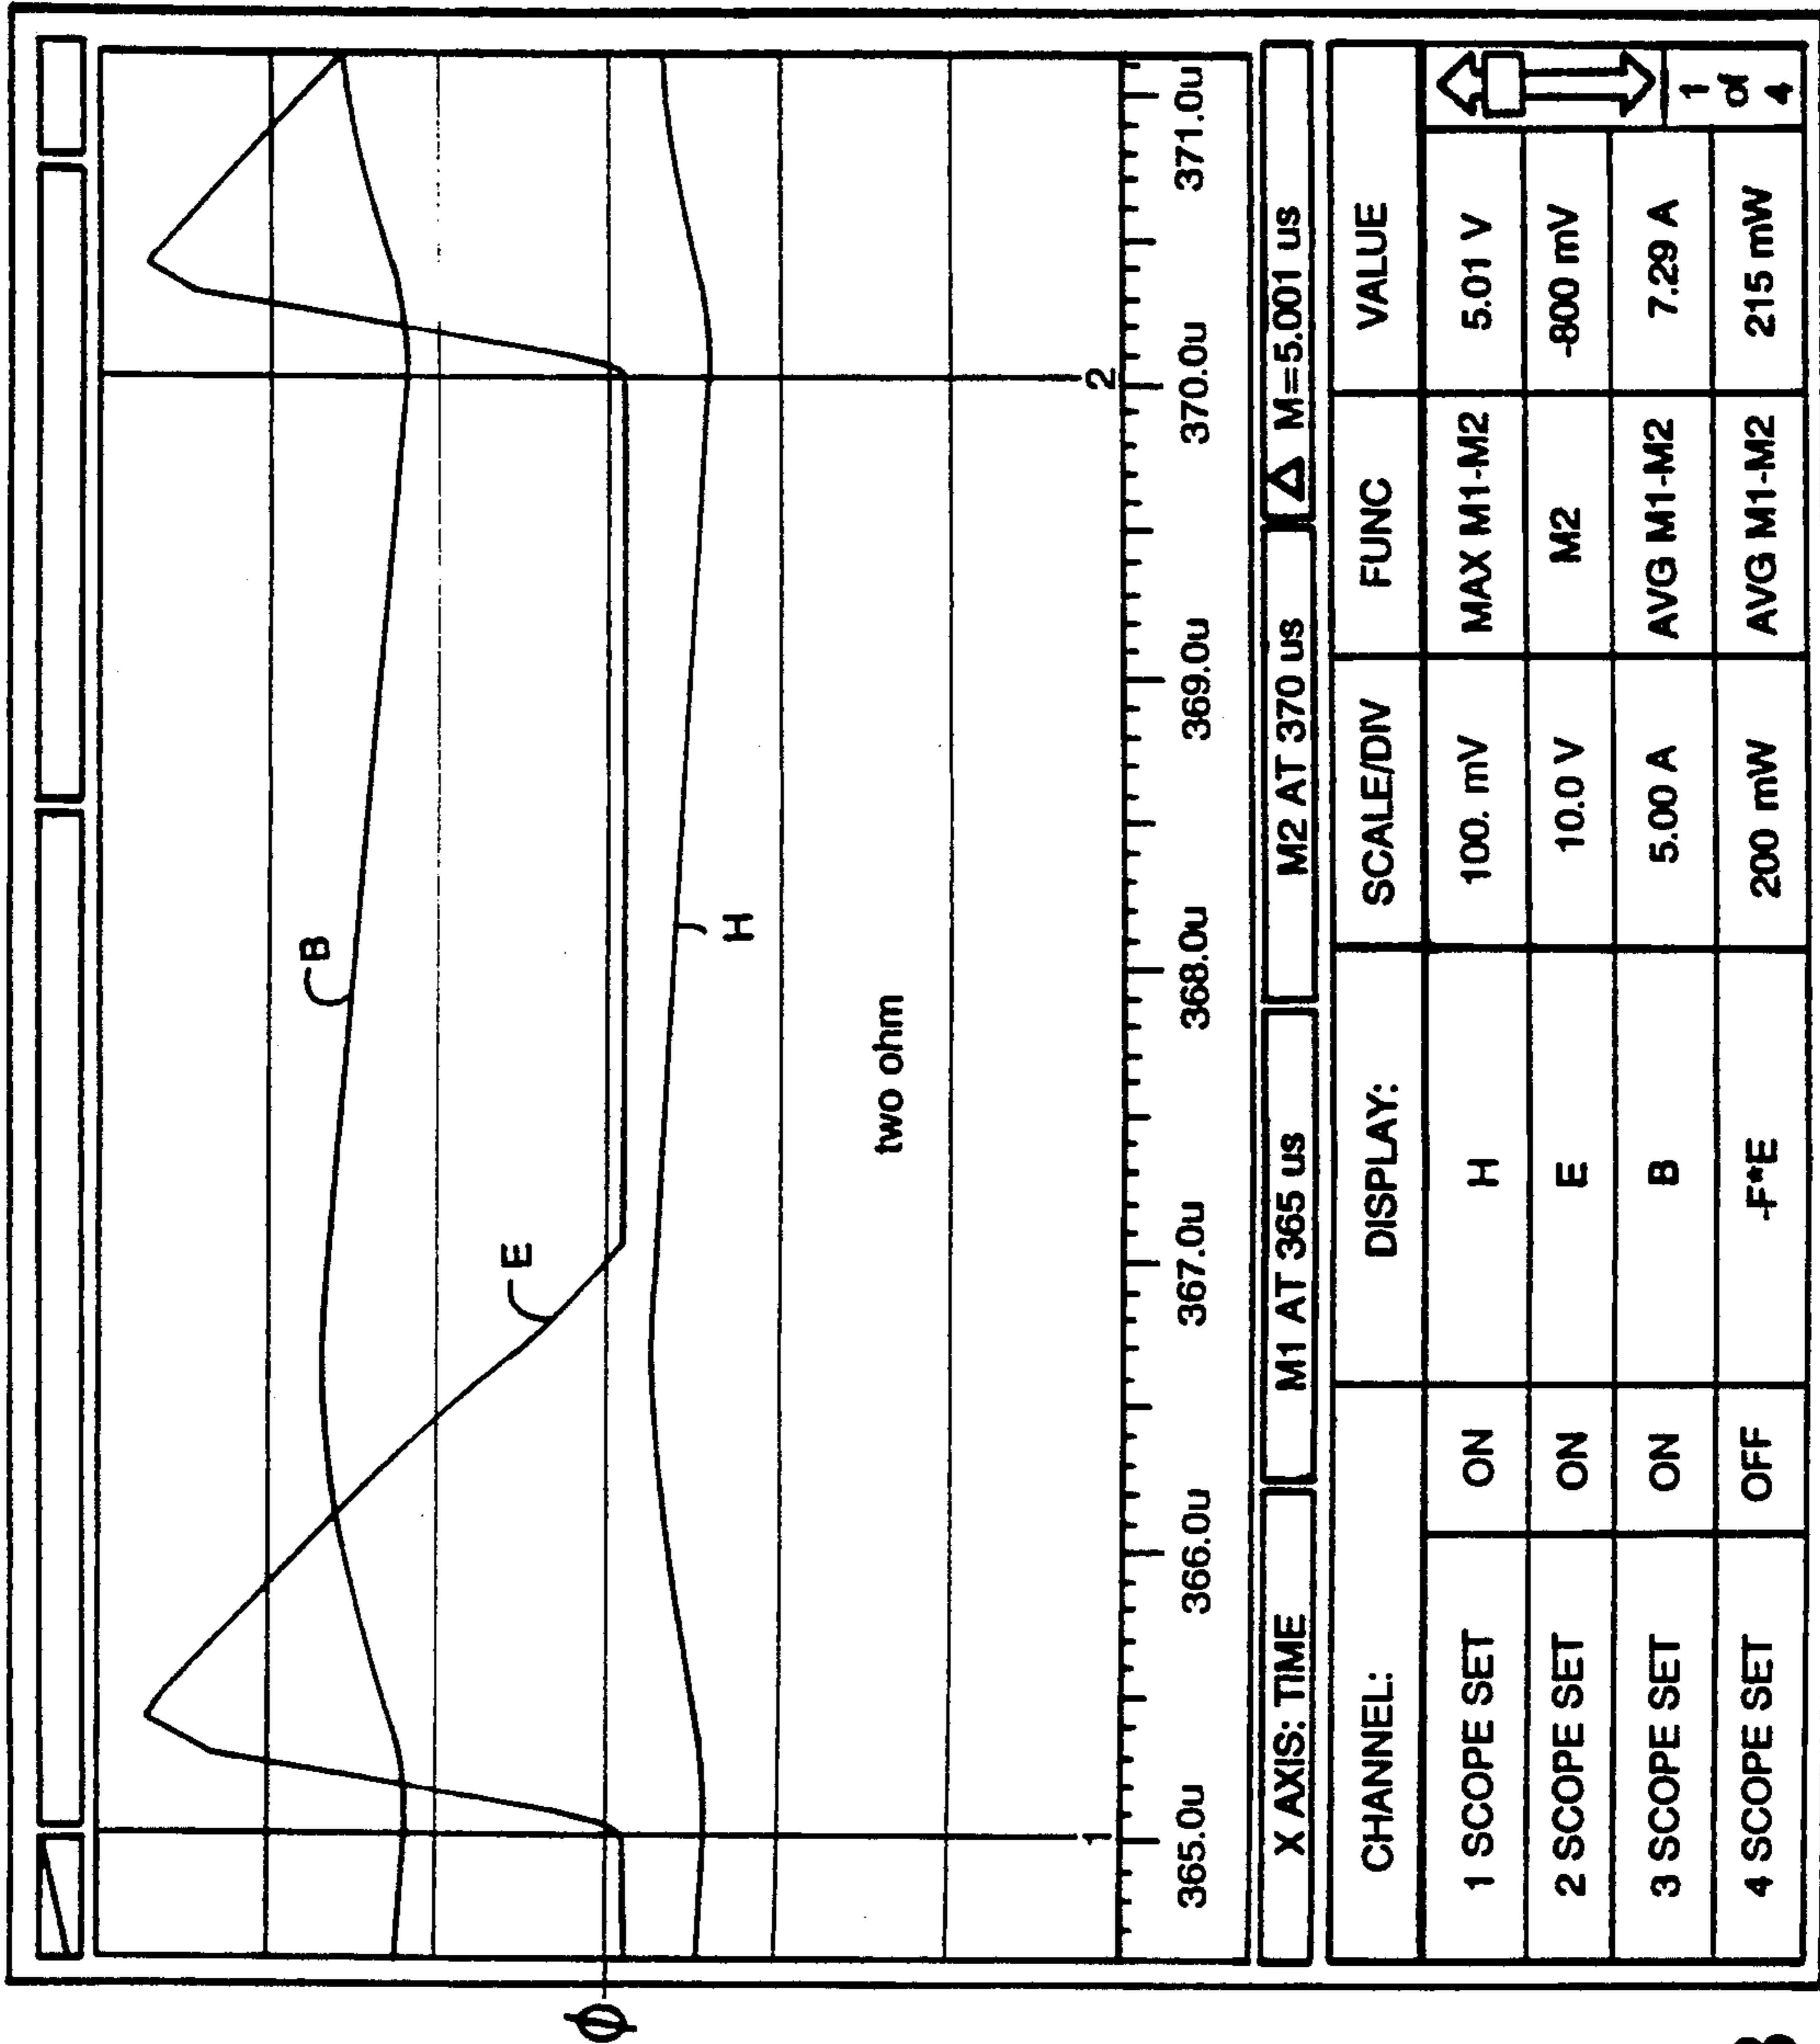 B
E
H
two ohm
1
2
Φ
365.0u 366.0u 367.0u 368.0u 369.0u 370.0u 371.0u
X AXIS: TIME M1 AT 365 us M2 AT 370 us Δ M=5.001 us
CHANNEL: DISPLAY: SCALE/DIV FUNC VALUE
1 SCOPE SET ON H 100. mV MAX M1-M2 5.01 V
2 SCOPE SET ON E 10.0 V M2 -800 mV
3 SCOPE SET ON B 5.00 A AVG M1-M2 7.29 A
4 SCOPE SET OFF -F*E 200 mW AVG M1-M2 215 mW
1
of
4